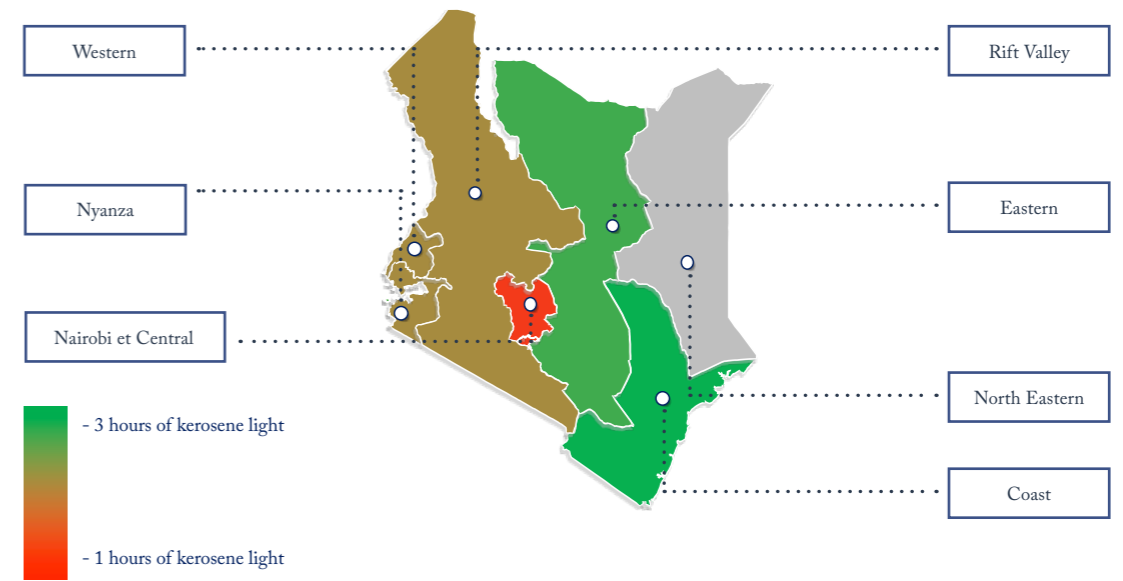 Western
Rift Valley
Nyanza
Eastern
Nairobi et Central
North Eastern
- 3 hours of kerosene light
Coast
- 1 hours of kerosene light